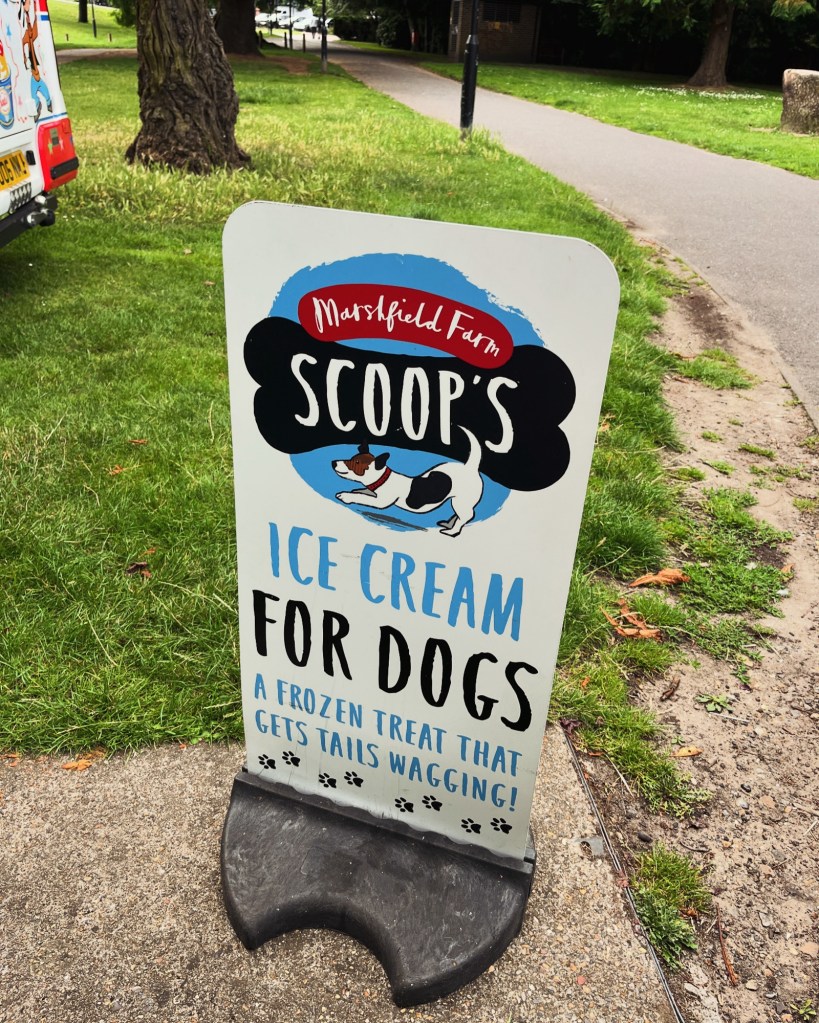 Marshfield Farm
SCOOP'S
ICE CREAM
FOR DOGS
A FROZEN TREAT THAT
GETS TAILS WAGGING!